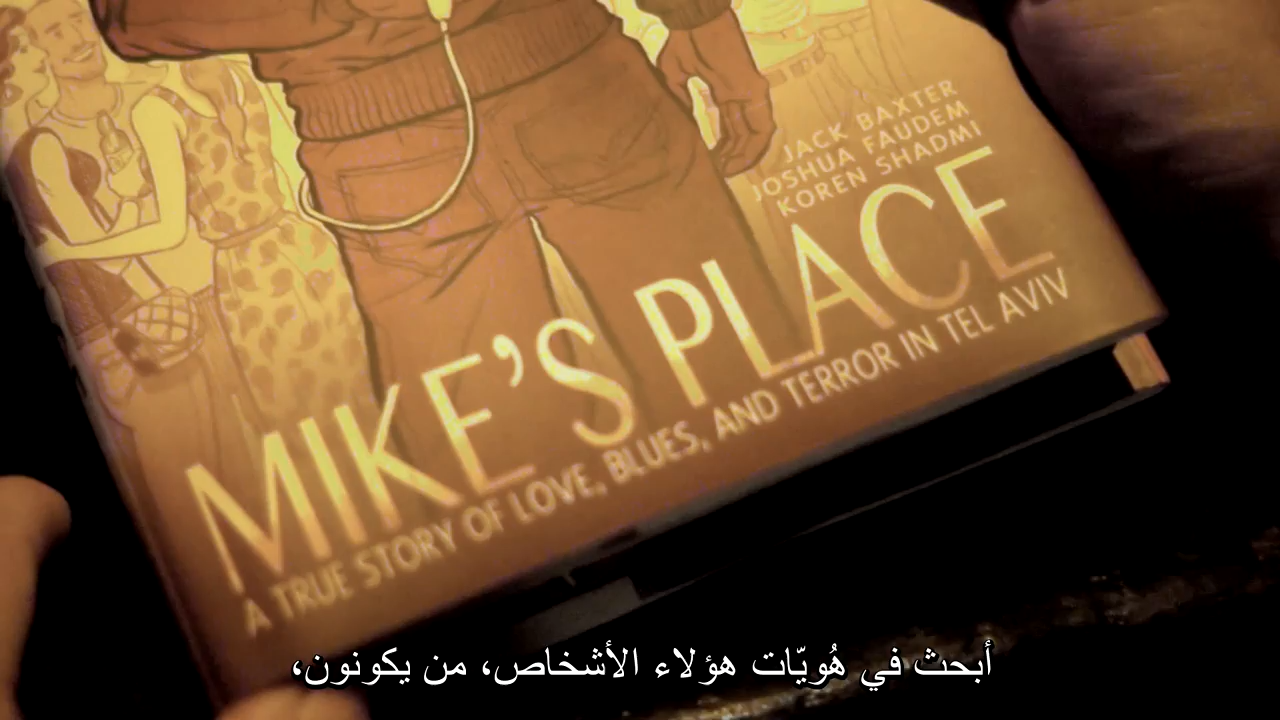 JACK BAXTER
JOSHUA FAUDEM
KOREN SHADMI
MIKE'S PLACE
A TRUE STORY OF LOVE, BLUES, AND TERROR IN TEL AVIV
أبحث في هُويّات هؤلاء الأشخاص، من يكونون،